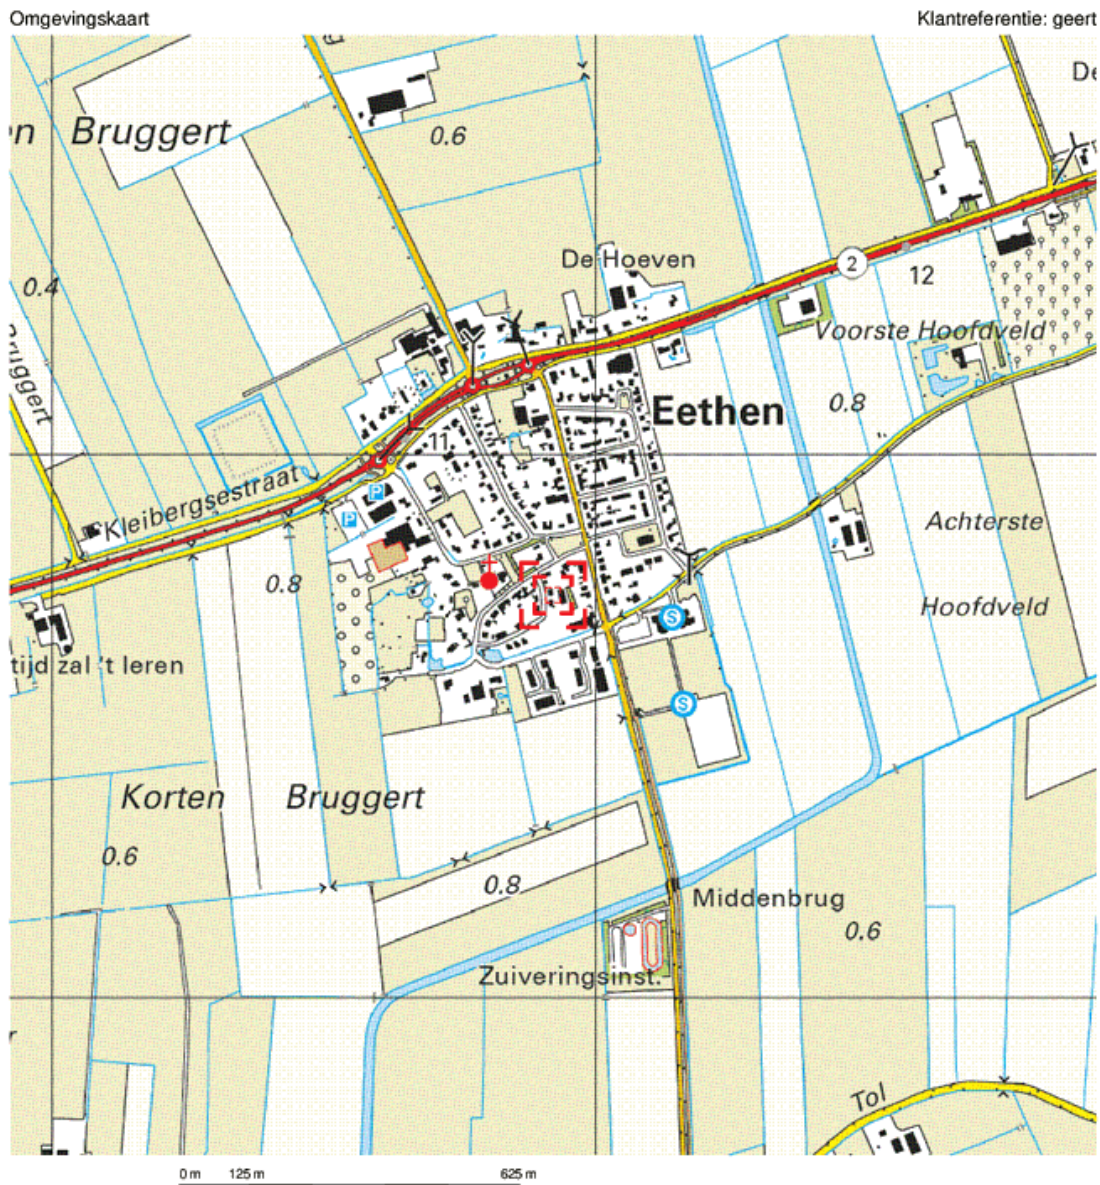 Omgevingskaart
Klantreferentie: geert
De
n Bruggert
0.6
De Hoeven
2
12
0.4
Voorste Hoofdveld
Bruggert
0.8
Eethen
11
Kleibergsestraat
P
P
Achterste
0.8
Hoofdveld
S
tijd zal 't leren
S
Korten Bruggert
0.6
0.8
Middenbrug
0.6
Zuiveringsinst.
r
Tol
0 m 125 m 625 m